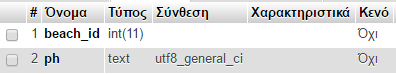 # Όνομα Τύπος Σύνθεση Χαρακτηριστικά Κενό
1 beach_id int(11) Όχι
2 ph text utf8_general_ci Όχι